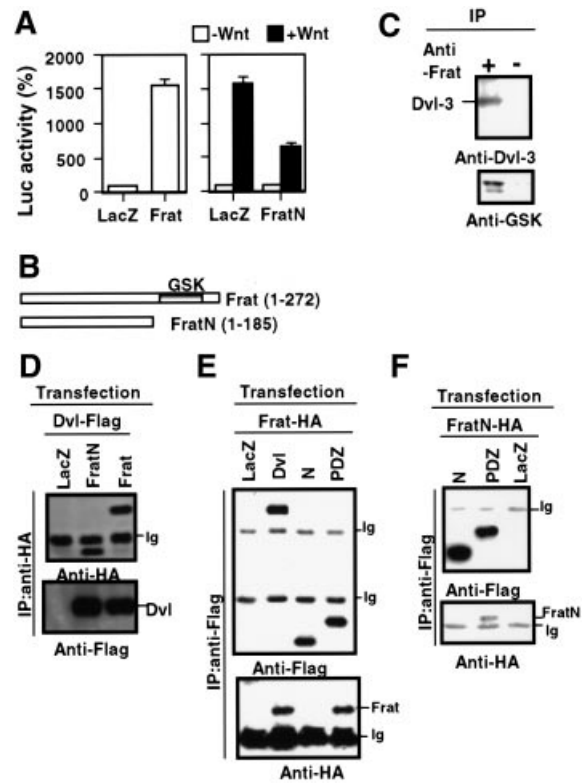 A
-Wnt +Wnt
Luc activity (%)
2000
1500
1000
500
0
LacZ Frat LacZ FratN
B
GSK
Frat (1-272)
FratN (1-185)
C
IP
Anti
-Frat + -
Dvl-3
Anti-Dvl-3
Anti-GSK
D
Transfection
Dvl-Flag
LacZ FratN Frat
IP:anti-HA
Ig
Anti-HA
Dvl
Anti-Flag
E
Transfection
Frat-HA
LacZ Dvl N PDZ
IP:anti-Flag
Ig
Ig
Anti-Flag
Frat
Ig
Anti-HA
F
Transfection
FratN-HA
N PDZ LacZ
IP:anti-Flag
Ig
Anti-Flag
FratN
Ig
Anti-HA